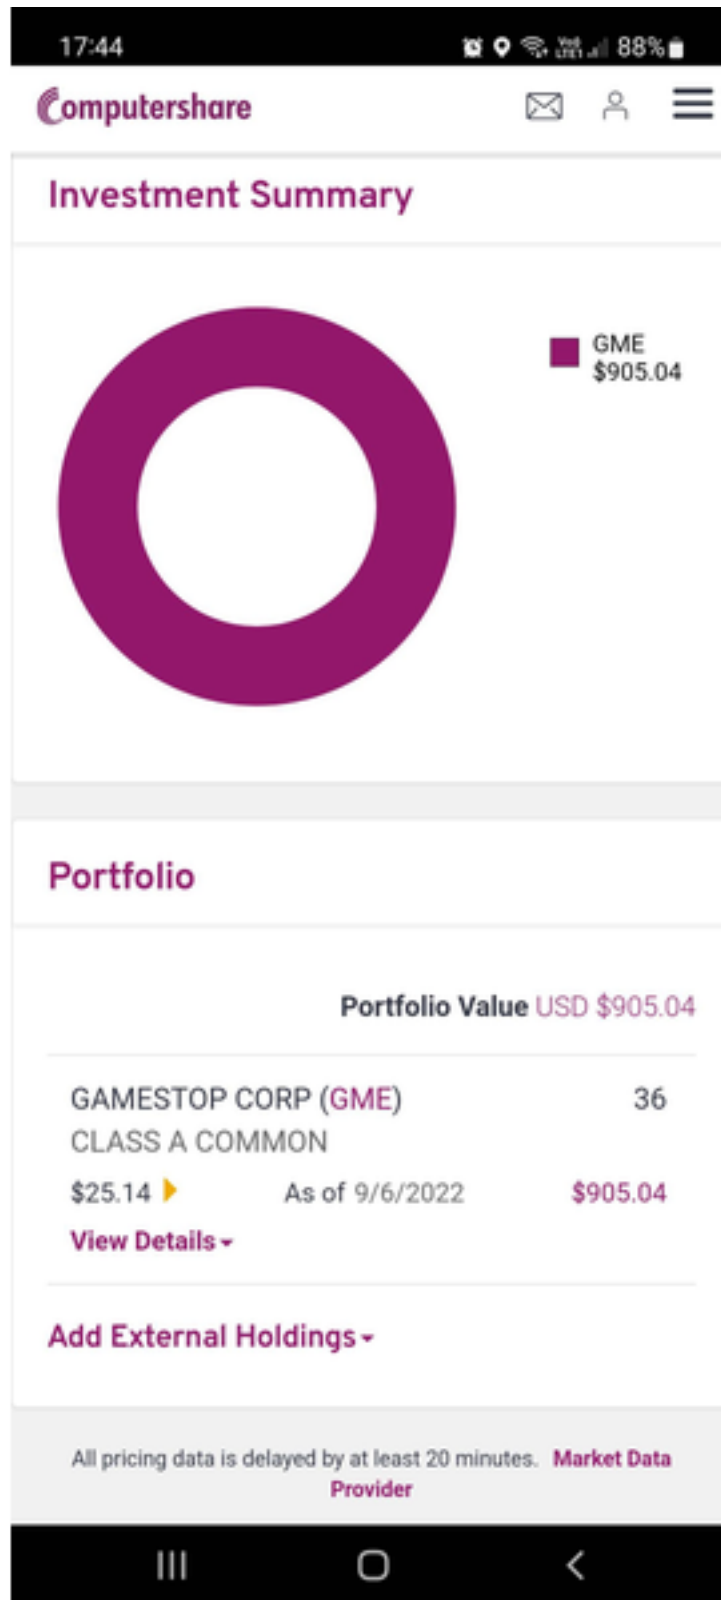 17:44
88%
Computershare
Investment Summary
GME
$905.04
Portfolio
Portfolio Value USD $905.04
GAMESTOP CORP (GME) 36
CLASS A COMMON
$25.14 As of 9/6/2022 $905.04
View Details
Add External Holdings
All pricing data is delayed by at least 20 minutes. Market Data
Provider